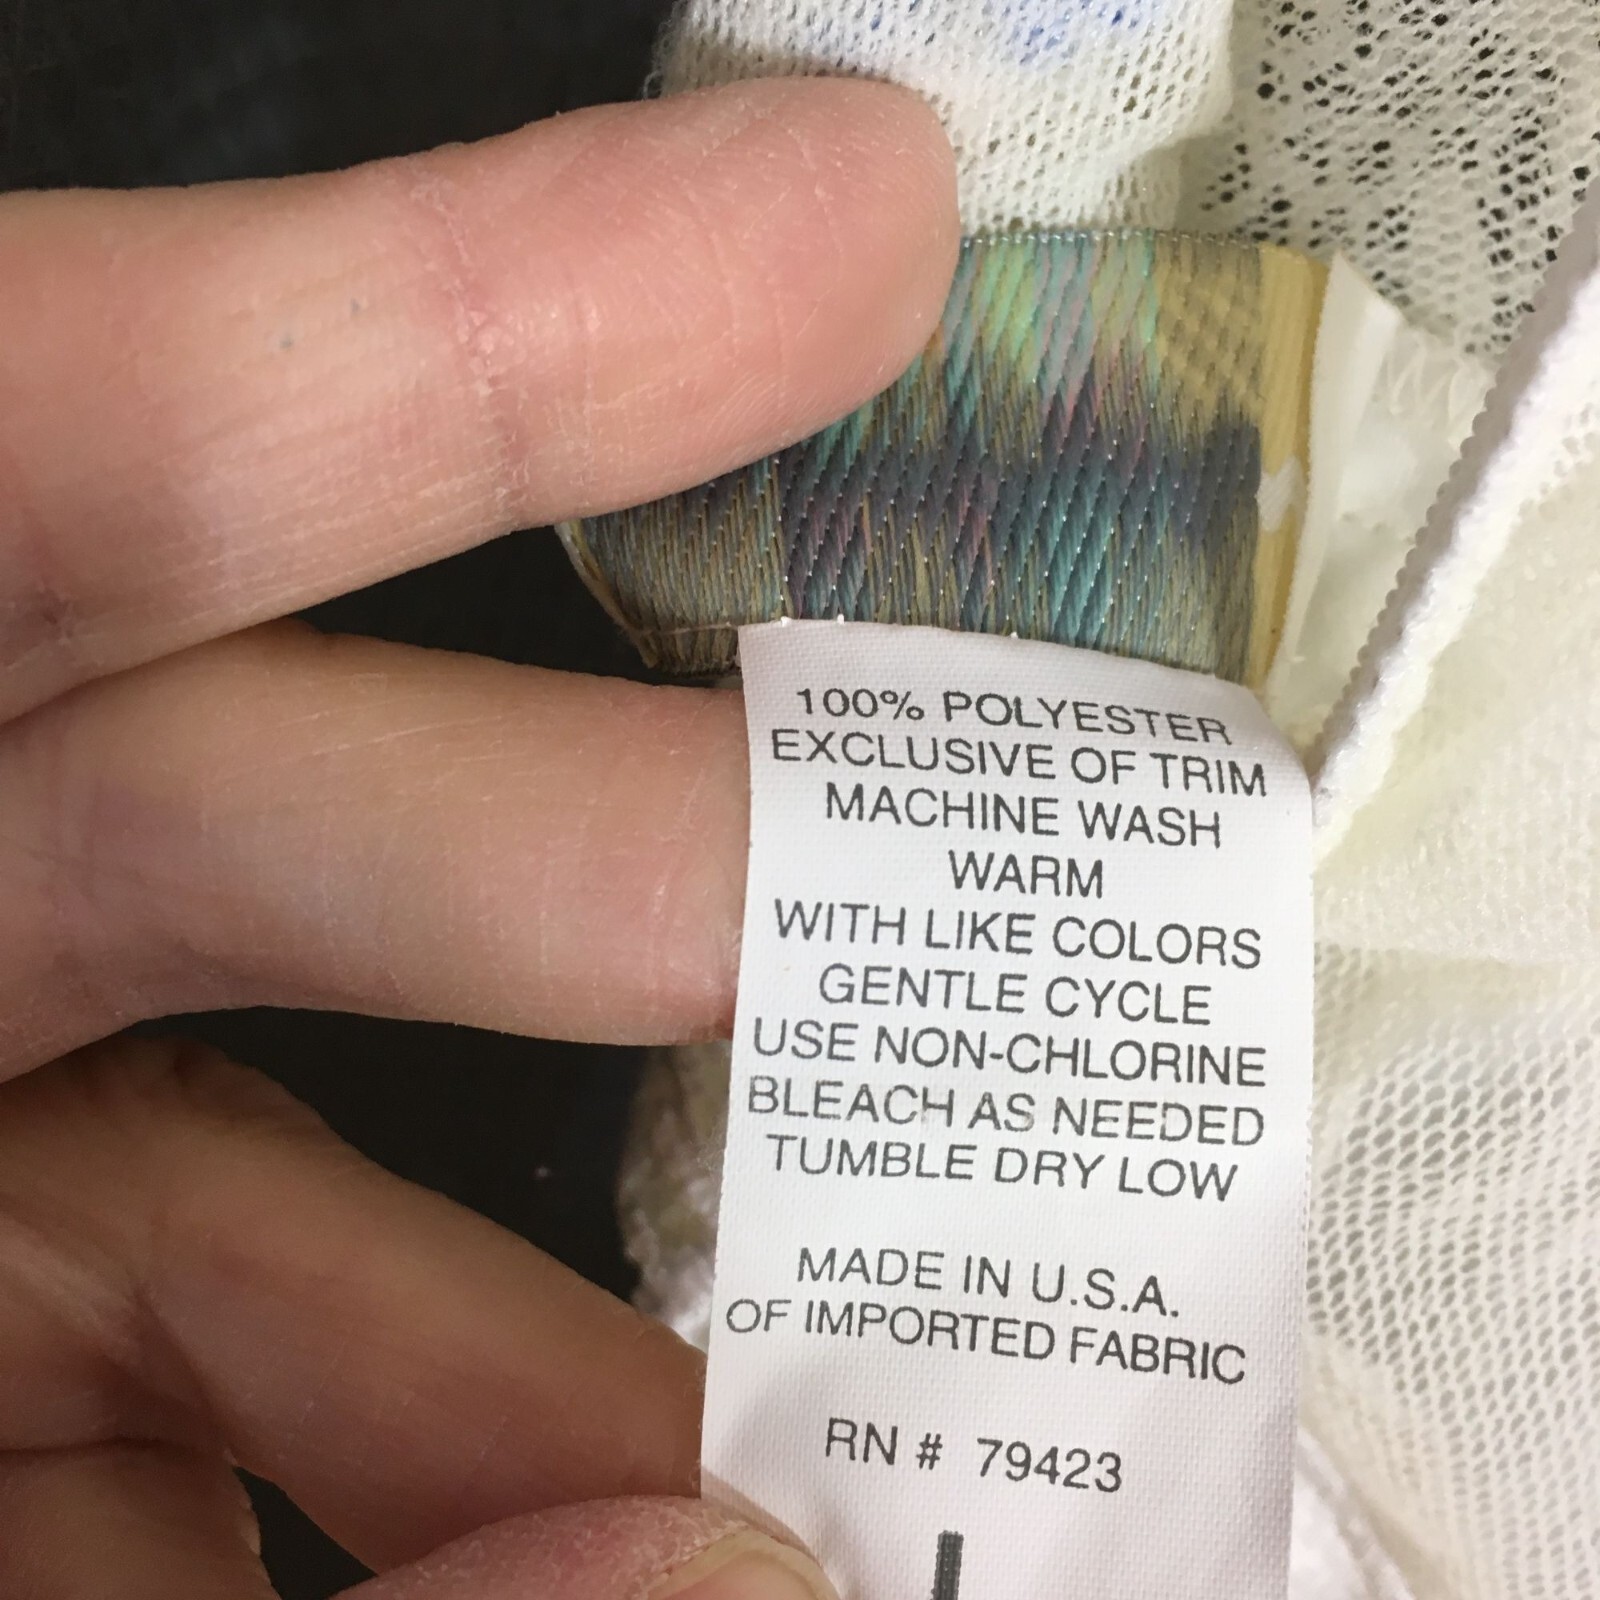 100% POLYESTER
EXCLUSIVE OF TRIM
MACHINE WASH
WARM
WITH LIKE COLORS
GENTLE CYCLE
USE NON-CHLORINE
BLEACH AS NEEDED
TUMBLE DRY LOW
MADE IN U.S.A.
OF IMPORTED FABRIC
RN # 79423